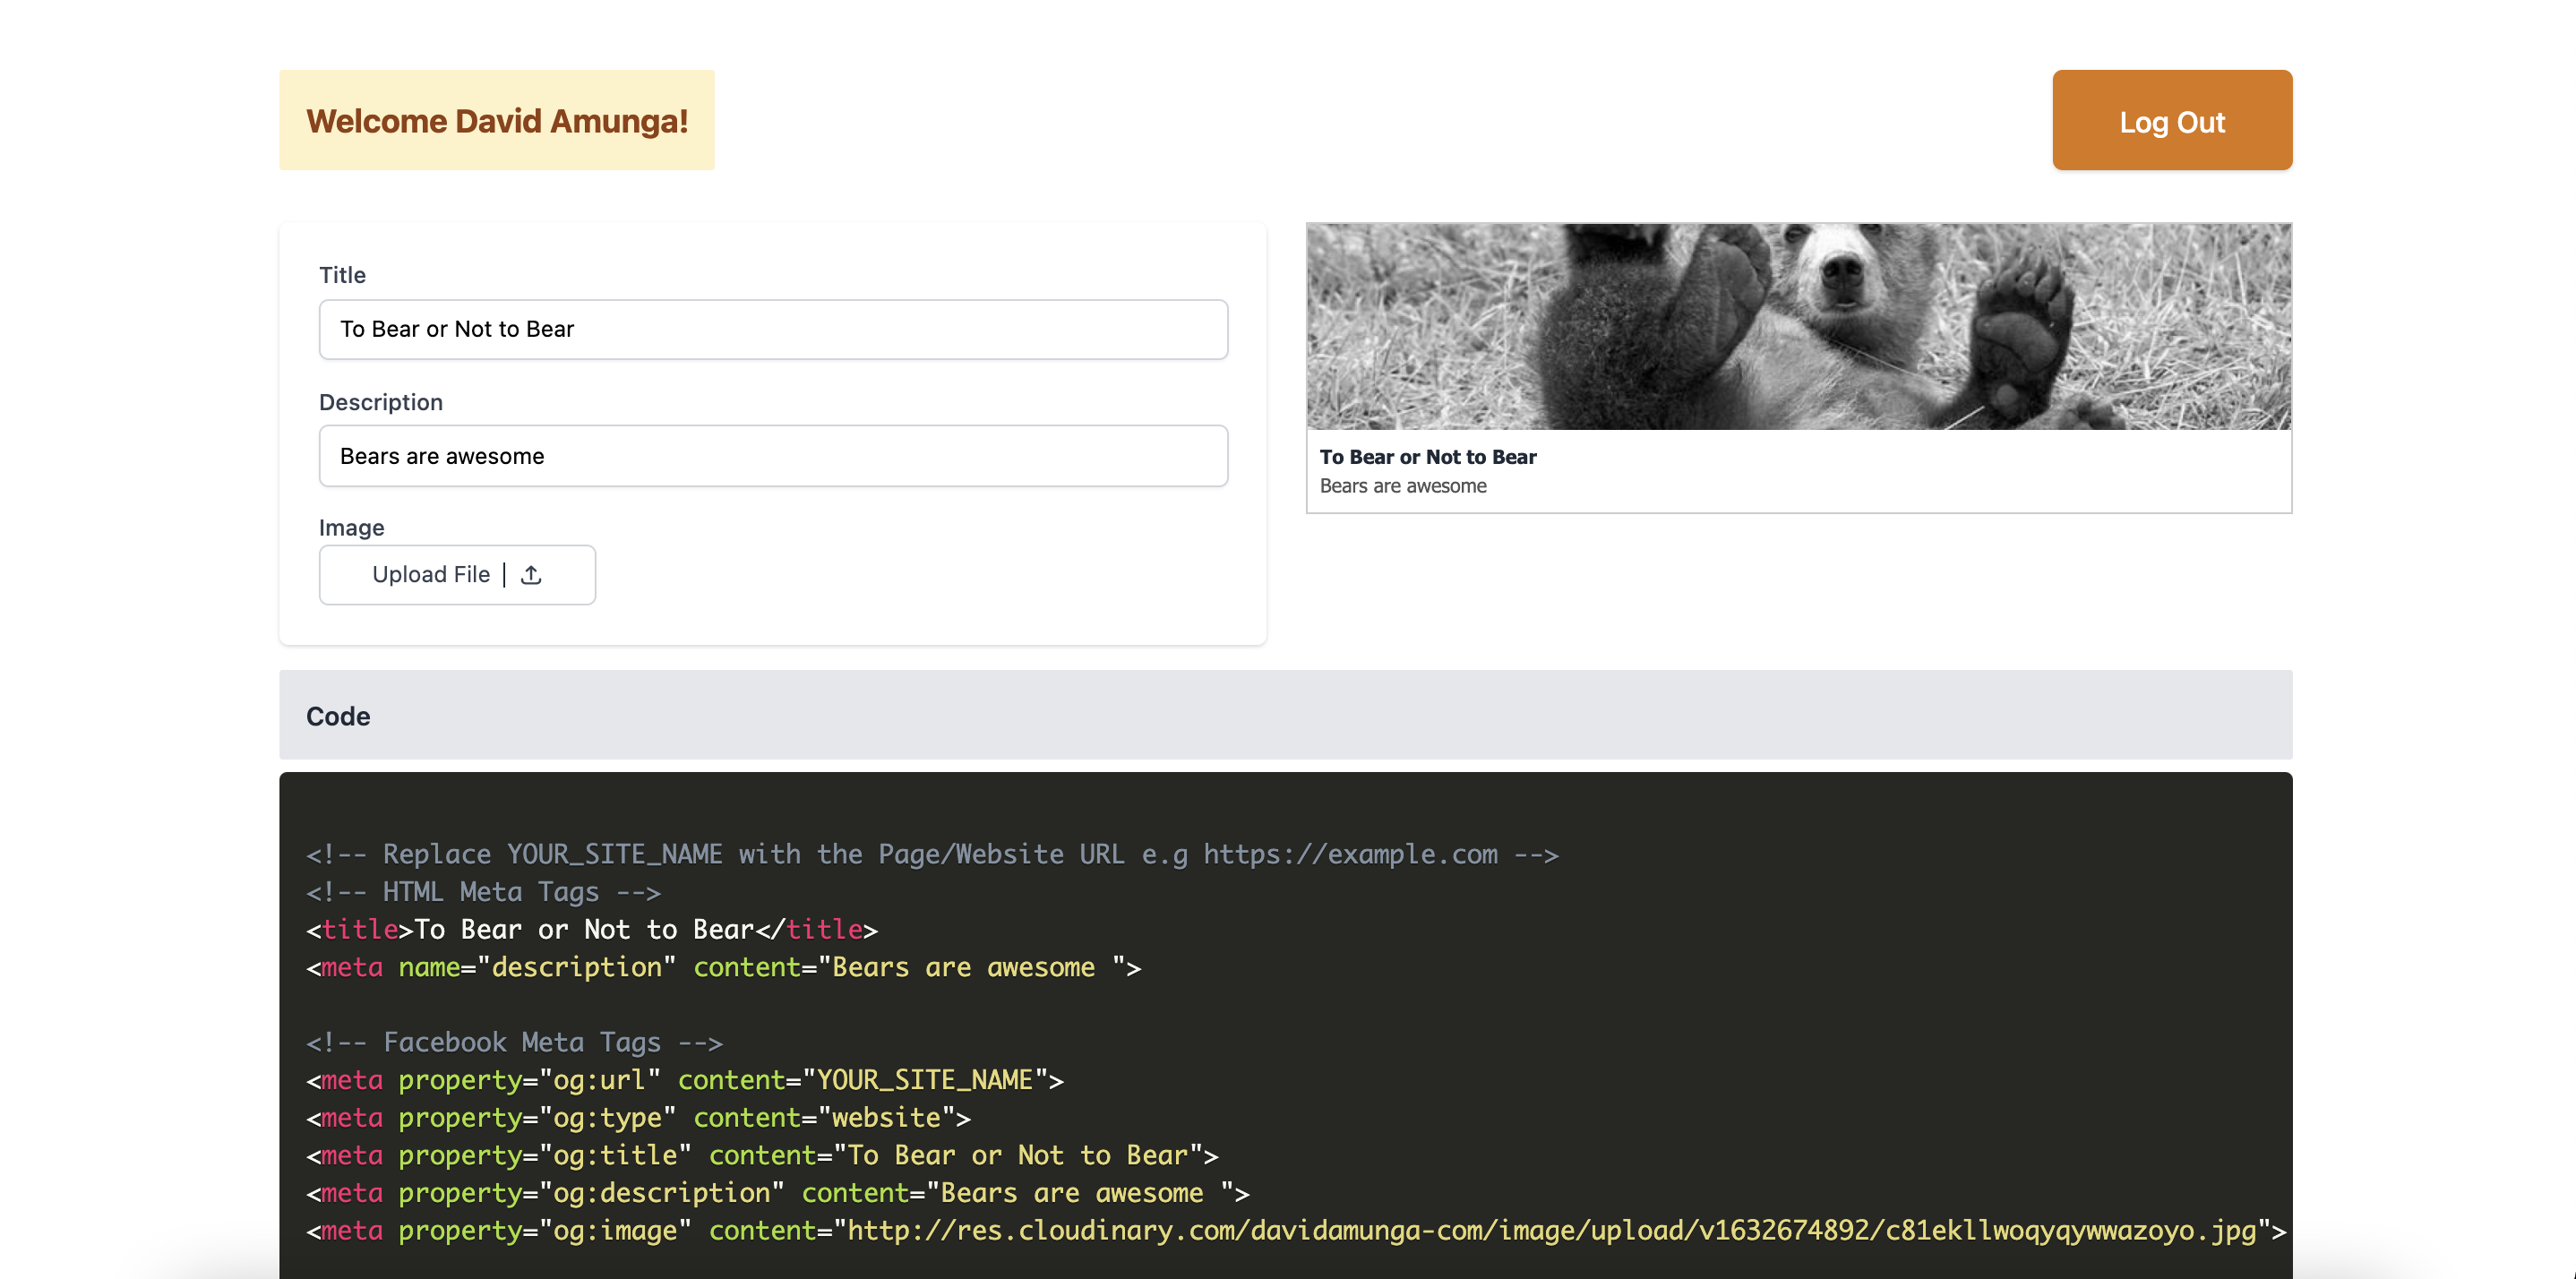 Welcome David Amunga!
Log Out
Title
To Bear or Not to Bear
Description
Bears are awesome
Image
Upload File |
To Bear or Not to Bear
Bears are awesome
Code
<!-- Replace YOUR_SITE_NAME with the Page/Website URL e.g https://example.com -->
<!-- HTML Meta Tags -->
<title>To Bear or Not to Bear</title>
<meta name="description" content="Bears are awesome ">
<!-- Facebook Meta Tags -->
<meta property="og:url" content="YOUR_SITE_NAME">
<meta property="og:type" content="website">
<meta property="og:title" content="To Bear or Not to Bear">
<meta property="og:description" content="Bears are awesome ">
<meta property="og:image" content="http://res.cloudinary.com/davidamunga-com/image/upload/v1632674892/c81ekllwoqyqywwazoyo.jpg">